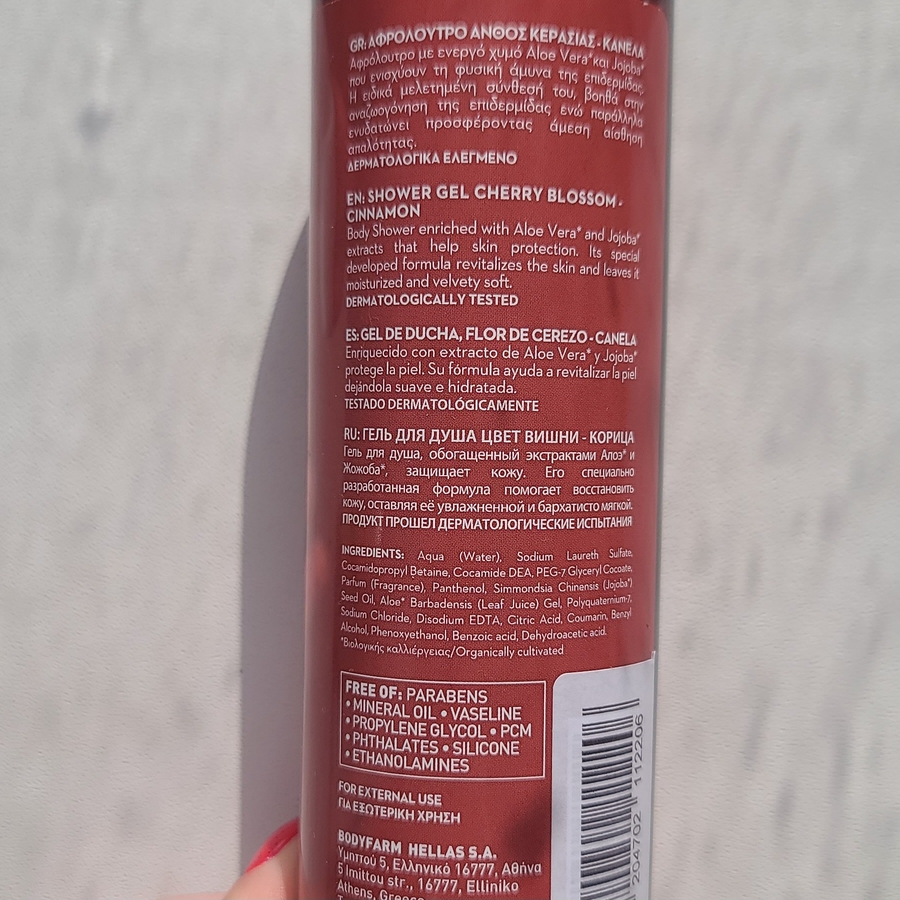 GR: ΑΦΡΟΛΟΥΤΡΟ ΑΝΘΟΣ ΚΕΡΑΣΙΑΣ - ΚΑΝΕΛΑ
Αφρόλουτρο με ενεργό χυμό Aloe Vera* και Jojoba*
που ενισχύουν τη φυσική άμυνα της επιδερμίδας.
Η ειδικά μελετημένη σύνθεσή του, βοηθά στην
αναζωογόνηση της επιδερμίδας ενώ παράλληλα
ενυδατώνει προσφέροντας άμεση αίσθηση
απαλότητας.
ΔΕΡΜΑΤΟΛΟΓΙΚΑ ΕΛΕΓΜΕΝΟ
EN: SHOWER GEL CHERRY BLOSSOM -
CINNAMON
Body Shower enriched with Aloe Vera* and Jojoba*
extracts that help skin protection. Its special
developed formula revitalizes the skin and leaves it
moisturized and velvety soft.
DERMATOLOGICALLY TESTED
ES: GEL DE DUCHA, FLOR DE CEREZO - CANELA
Enriquecido con extracto de Aloe Vera* y Jojoba*
protege la piel. Su fórmula ayuda a revitalizar la piel
dejándola suave e hidratada.
TESTADO DERMATOLÓGICAMENTE
RU: ГЕЛЬ ДЛЯ ДУША ЦВЕТ ВИШНИ - КОРИЦА
Гель для душа, обогащенный экстрактами Алоэ* и
Жожоба*, защищает кожу. Его специально
разработанная формула помогает восстановить
кожу, оставляя её увлажненной и бархатисто мягкой.
ПРОДУКТ ПРОШЕЛ ДЕРМАТОЛОГИЧЕСКИЕ ИСПЫТАНИЯ
INGREDIENTS: Aqua (Water), Sodium Laureth Sulfate,
Cocamidopropyl Betaine, Cocamide DEA, PEG-7 Glyceryl Cocoate,
Parfum (Fragrance), Panthenol, Simmondsia Chinensis (Jojoba*)
Seed Oil, Aloe* Barbadensis (Leaf Juice) Gel, Polyquaternium-7,
Sodium Chloride, Disodium EDTA, Citric Acid, Coumarin, Benzyl
Alcohol, Phenoxyethanol, Benzoic acid, Dehydroacetic acid.
*Βιολογικής καλλιέργειας/Organically cultivated
FREE OF: PARABENS
• MINERAL OIL • VASELINE
• PROPYLENE GLYCOL • PCM
• PHTHALATES • SILICONE
• ETHANOLAMINES
FOR EXTERNAL USE
ΓΙΑ ΕΞΩΤΕΡΙΚΗ ΧΡΗΣΗ
BODYFARM HELLAS S.A.
Υμηττού 5, Ελληνικό 16777, Αθήνα
5 Imittou str., 16777, Elliniko
Athens, Greece
204702 112206